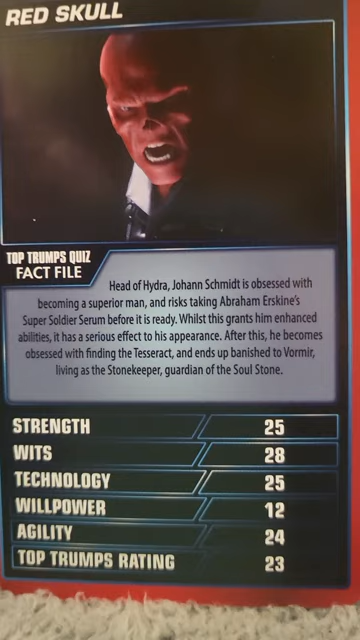 RED SKULL
TOP TRUMPS QUIZ
FACT FILE
Head of Hydra, Johann Schmidt is obsessed with
becoming a superior man, and risks taking Abraham Erskine's
Super Soldier Serum before it is ready. Whilst this grants him enhanced
abilities, it has a serious effect to his appearance. After this, he becomes
obsessed with finding the Tesseract, and ends up banished to Vormir,
living as the Stonekeeper, guardian of the Soul Stone.
STRENGTH 25
WITS 28
TECHNOLOGY 25
WILLPOWER 12
AGILITY 24
TOP TRUMPS RATING 23